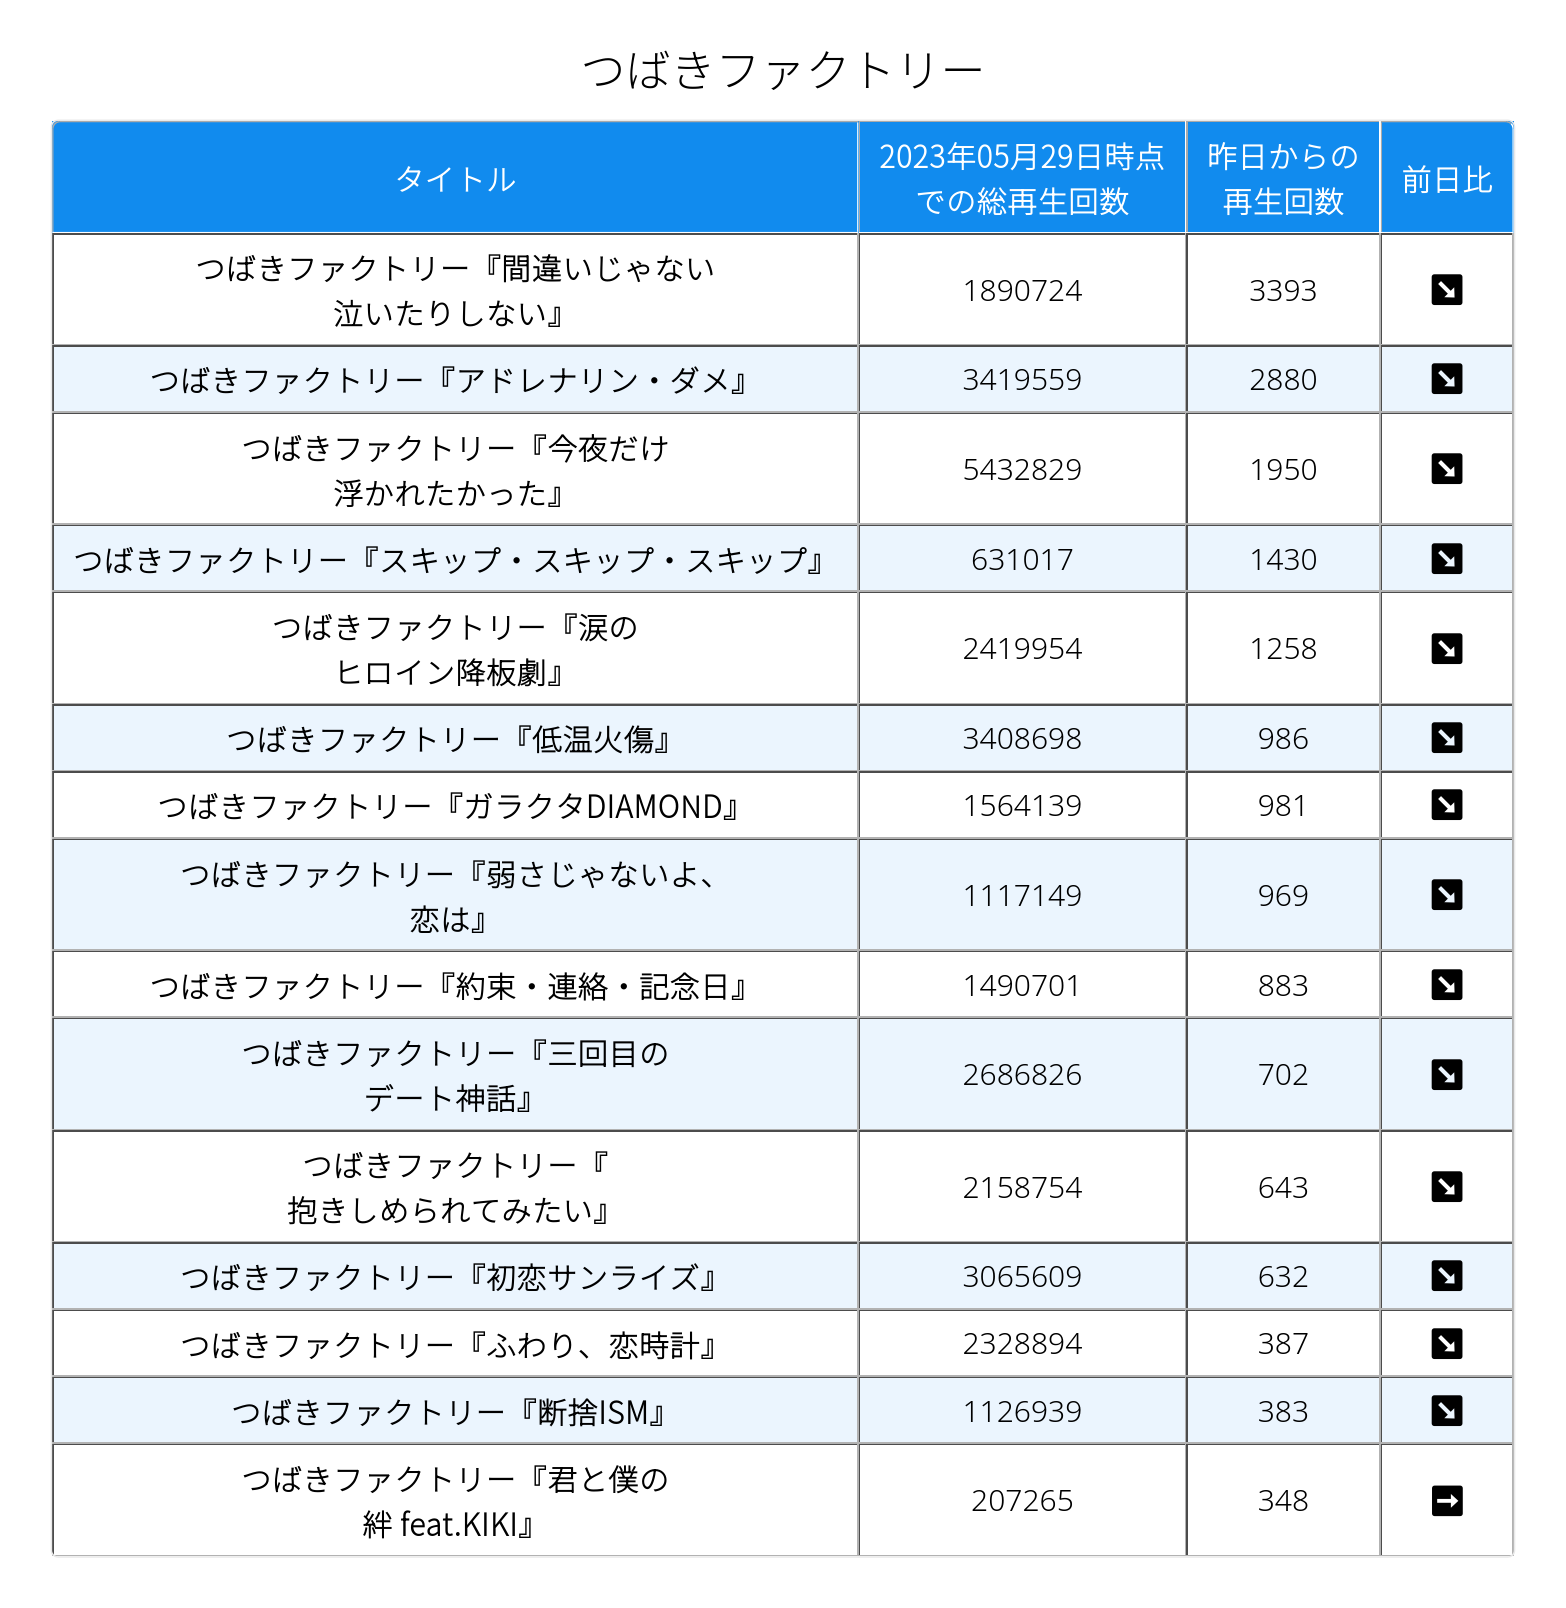 つばきファクトリー
タイトル
2023年05月29日時点
での総再生回数
昨日からの
再生回数
前日比
つばきファクトリー『間違いじゃない
泣いたりしない』
1890724
3393
つばきファクトリー『アドレナリン・ダメ』
3419559
2880
つばきファクトリー『今夜だけ
浮かれたかった』
5432829
1950
つばきファクトリー『スキップ・スキップ・スキップ』
631017
1430
つばきファクトリー『涙の
ヒロイン降板劇』
2419954
1258
つばきファクトリー『低温火傷』
3408698
986
つばきファクトリー『ガラクタDIAMOND』
1564139
981
つばきファクトリー『弱さじゃないよ、
恋は』
1117149
969
つばきファクトリー『約束・連絡・記念日』
1490701
883
つばきファクトリー『三回目の
デート神話』
2686826
702
つばきファクトリー『
抱きしめられてみたい』
2158754
643
つばきファクトリー『初恋サンライズ』
3065609
632
つばきファクトリー『ふわり、恋時計』
2328894
387
つばきファクトリー『断捨ISM』
1126939
383
つばきファクトリー『君と僕の
絆 feat.KIKI』
207265
348